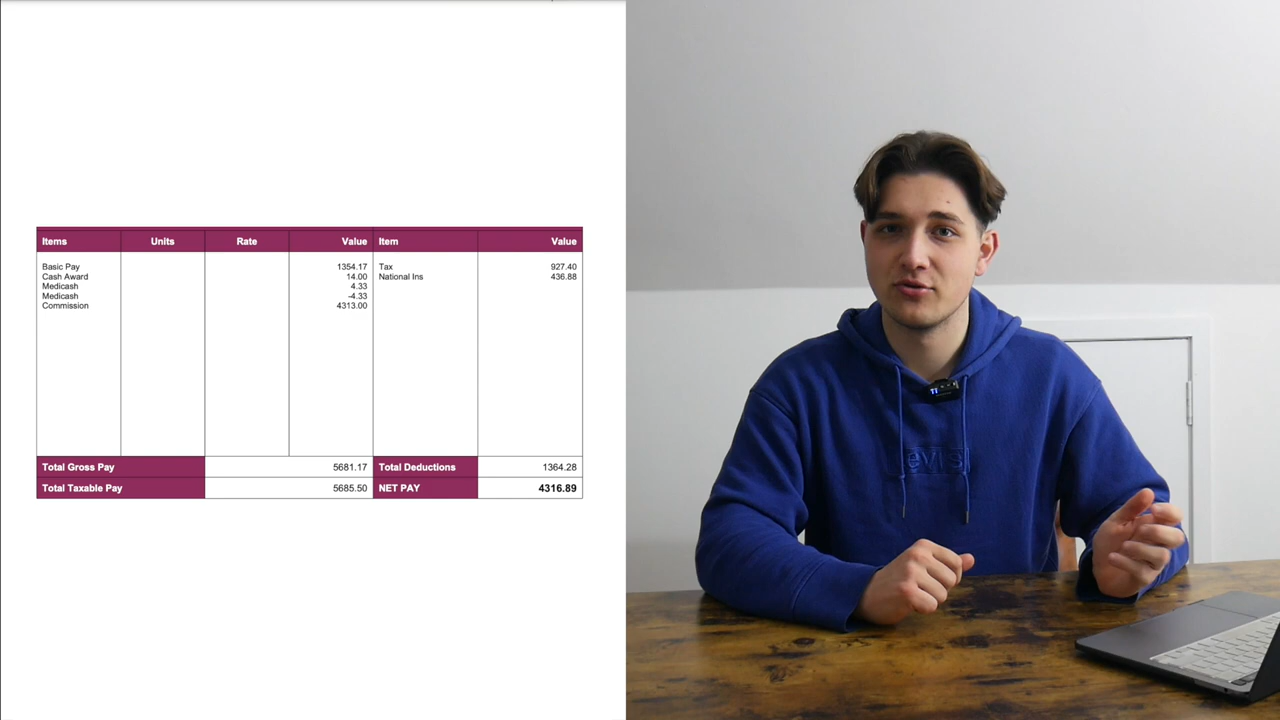 Items Units Rate Value Item Value
Basic Pay 1354.17 Tax 927.40
Cash Award 14.00 National Ins 436.88
Medicash 4.33
Medicash -4.33
Commission 4313.00
Total Gross Pay 5681.17 Total Deductions 1364.28
Total Taxable Pay 5685.50 NET PAY 4316.89